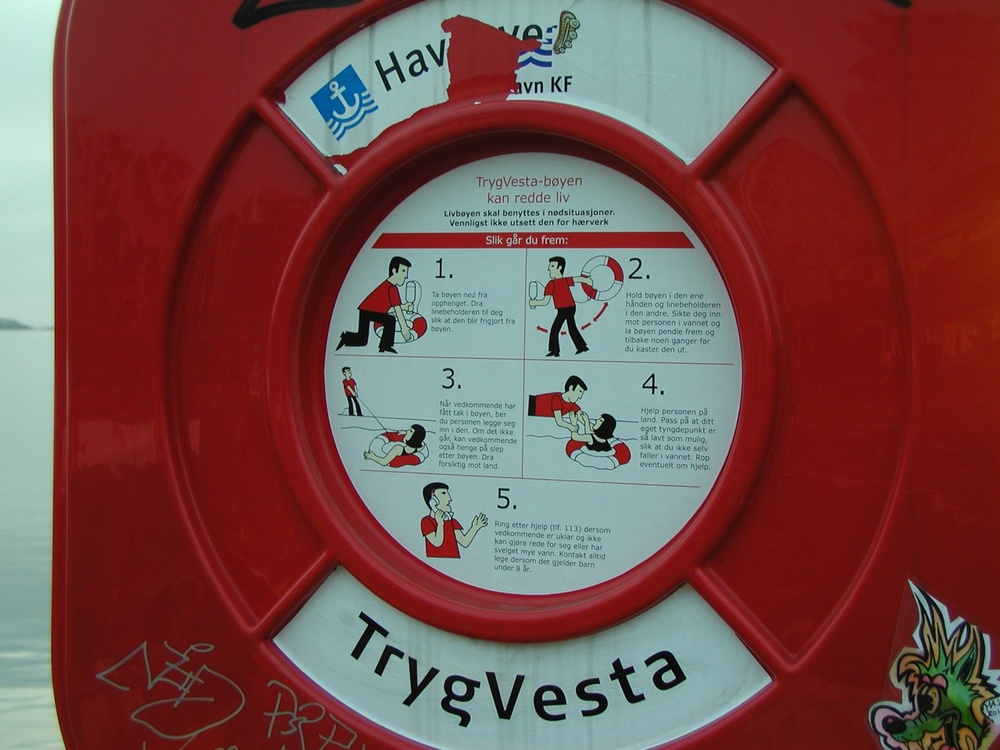 Hav
avn KF
TrygVesta-bøyen
kan redde liv
Livbøyen skal benyttes i nødsituasjoner.
Vennligst ikke utsett den for hærverk
Slik går du frem:
1.
Ta bøyen ned fra
opphenget. Dra
linebeholderen til deg
slik at den blir frigjort fra
bøyen.
2.
Hold bøyen i den ene
hånden og linebeholderen
i den andre. Sikte deg inn
mot personen i vannet og
la bøyen pendle frem og
tilbake noen ganger før
du kaster den ut.
3.
Når vedkommende har
fått tak i bøyen, ber
du personen legge seg
inn i den. Om det ikke
går, kan vedkommende
også henge på slep
etter bøyen. Dra
forsiktig mot land.
4.
Hjelp personen på
land. Pass på at ditt
eget tyngdepunkt er
så lavt som mulig,
slik at du ikke selv
faller i vannet. Rop
eventuelt om hjelp.
5.
Ring etter hjelp (tlf. 113) dersom
vedkommende er uklar og ikke
kan gjøre rede for seg eller har
svelget mye vann. Kontakt alltid
lege dersom det gjelder barn
under 8 år.
TrygVesta